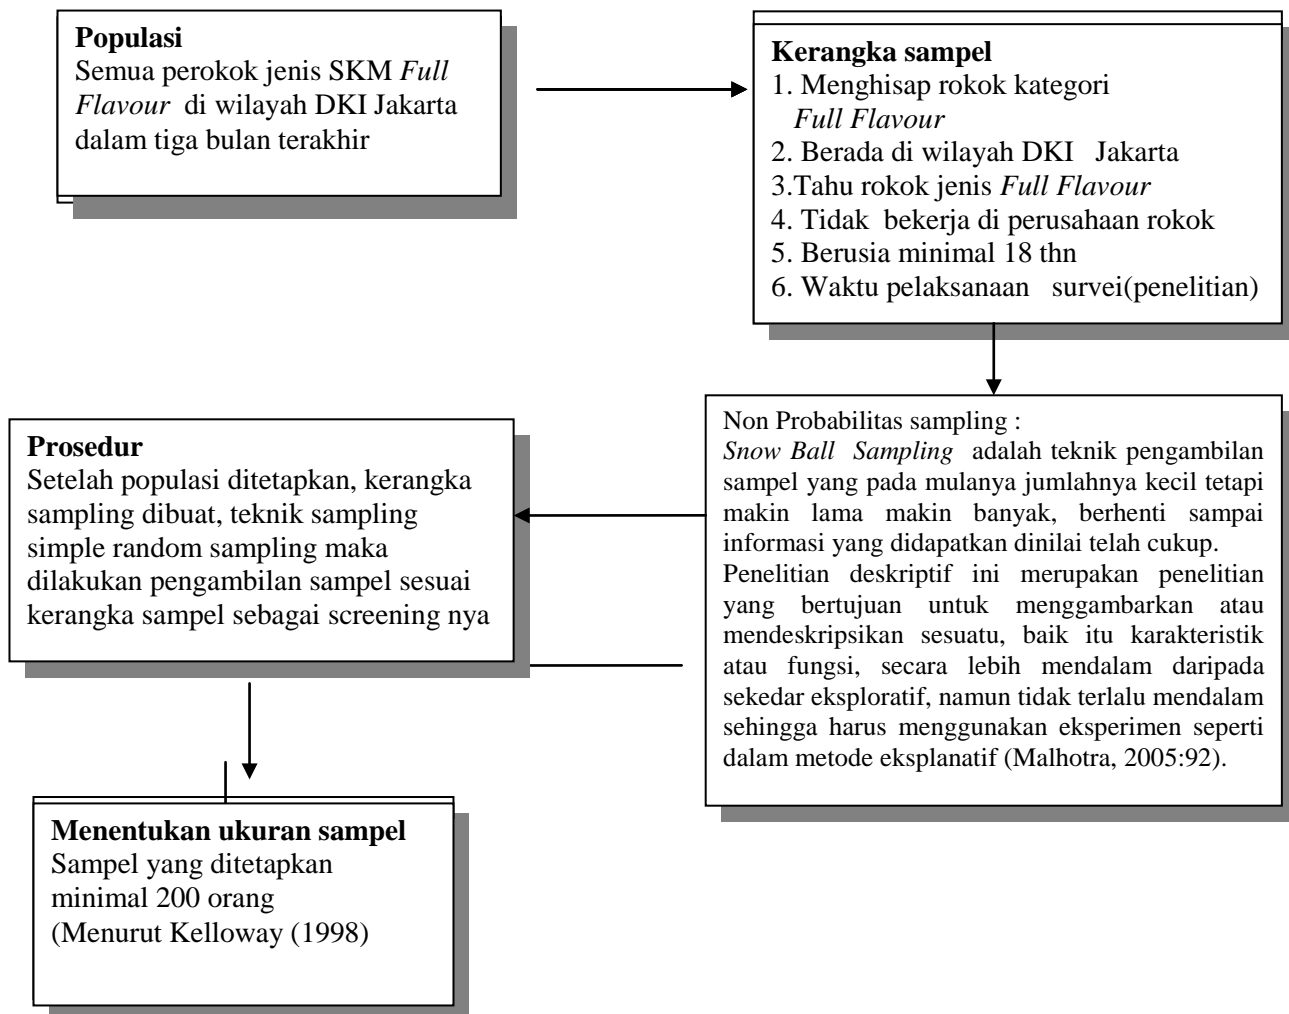 Populasi
Semua perokok jenis SKM Full
Flavour di wilayah DKI Jakarta
dalam tiga bulan terakhir
Kerangka sampel
1. Menghisap rokok kategori
Full Flavour
2. Berada di wilayah DKI Jakarta
3.Tahu rokok jenis Full Flavour
4. Tidak bekerja di perusahaan rokok
5. Berusia minimal 18 thn
6. Waktu pelaksanaan survei(penelitian)
Non Probabilitas sampling :
Snow Ball Sampling adalah teknik pengambilan
sampel yang pada mulanya jumlahnya kecil tetapi
makin lama makin banyak, berhenti sampai
informasi yang didapatkan dinilai telah cukup.
Penelitian deskriptif ini merupakan penelitian
yang bertujuan untuk menggambarkan atau
mendeskripsikan sesuatu, baik itu karakteristik
atau fungsi, secara lebih mendalam daripada
sekedar eksploratif, namun tidak terlalu mendalam
sehingga harus menggunakan eksperimen seperti
dalam metode eksplanatif (Malhotra, 2005:92).
Prosedur
Setelah populasi ditetapkan, kerangka
sampling dibuat, teknik sampling
simple random sampling maka
dilakukan pengambilan sampel sesuai
kerangka sampel sebagai screening nya
Menentukan ukuran sampel
Sampel yang ditetapkan
minimal 200 orang
(Menurut Kelloway (1998)